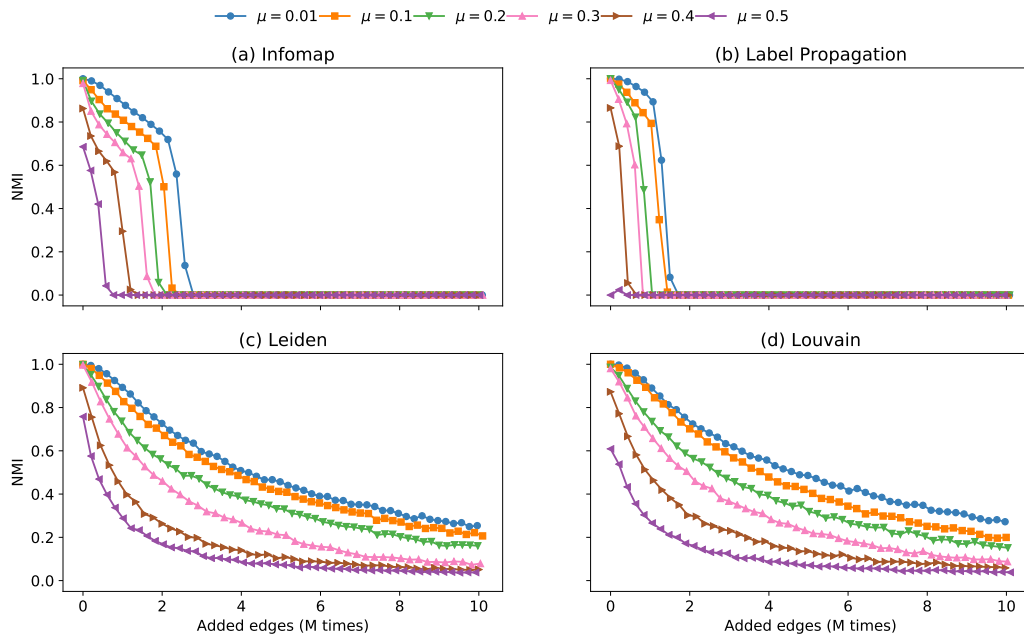 μ = 0.01 μ = 0.1 μ = 0.2 μ = 0.3 μ = 0.4 μ = 0.5
(a) Infomap
(b) Label Propagation
1.0
0.8
0.6
0.4
0.2
0.0
NMI
(c) Leiden
(d) Louvain
1.0
0.8
0.6
0.4
0.2
0.0
NMI
0 2 4 6 8 10
0 2 4 6 8 10
Added edges (M times)
Added edges (M times)